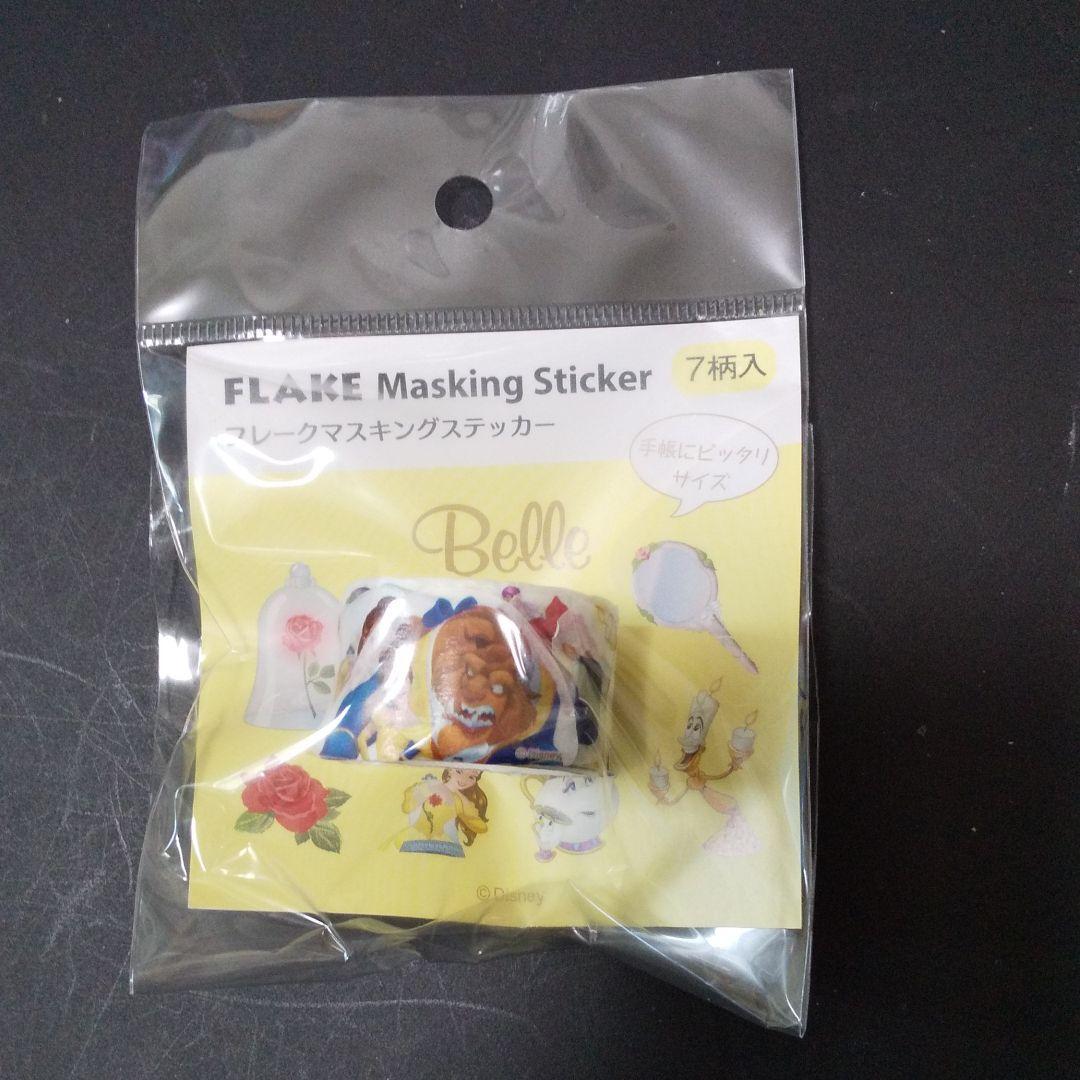 FLAKE Masking Sticker
7柄入
フレークマスキングステッカー
手帳にピッタリ
サイズ
Belle
©Disney
©Disney